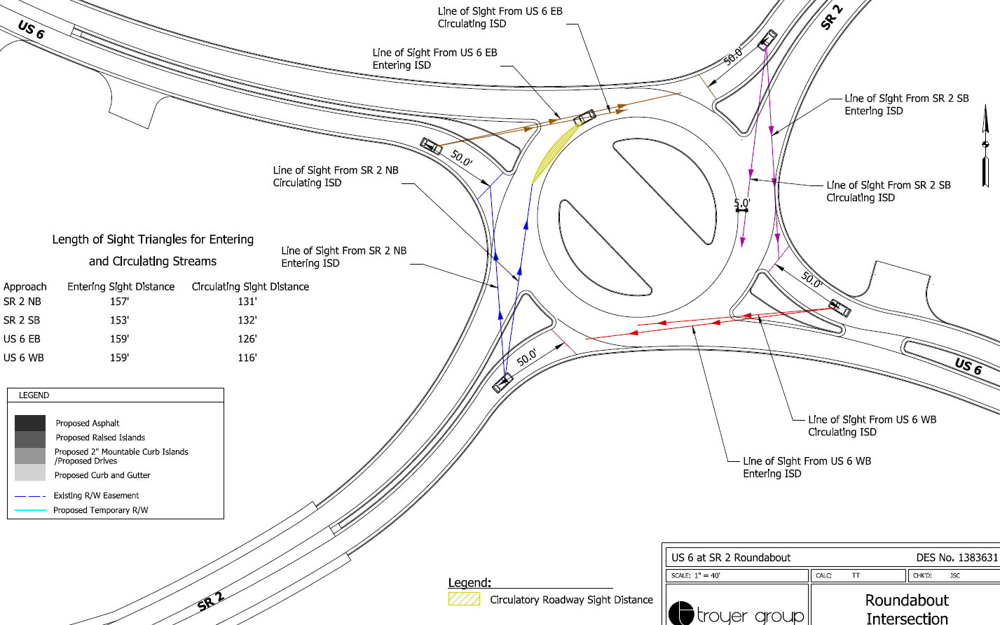 Line of Sight From US 6 EB
Circulating ISD
Line of Sight From US 6 EB
Entering ISD
US 6
SR 2
50.0'
Line of Sight From SR 2 SB
Entering ISD
50.0'
Line of Sight From SR 2 NB
Circulating ISD
Line of Sight From SR 2 SB
Circulating ISD
5.0'
Length of Sight Triangles for Entering
and Circulating Streams
Line of Sight From SR 2 NB
Entering ISD
Approach Entering Sight Distance Circulating Sight Distance
SR 2 NB 157' 131'
SR 2 SB 153' 132'
US 6 EB 159' 126'
US 6 WB 159' 116'
50.0'
50.0'
US 6
LEGEND
Proposed Asphalt
Proposed Raised Islands
Proposed 2" Mountable Curb Islands
/Proposed Drives
Proposed Curb and Gutter
Existing R/W Easement
Proposed Temporary R/W
Line of Sight From US 6 WB
Circulating ISD
Line of Sight From US 6 WB
Entering ISD
SR 2
Legend:
Circulatory Roadway Sight Distance
US 6 at SR 2 Roundabout DES No. 1383631
SCALE: 1" = 40' CALC: TT CHK'D: JSC
troyer group
Roundabout
Intersection